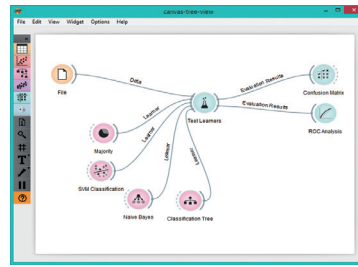 canvas-tree-view
File Edit View Widget Options Help
File
Data
Test Learners
Evaluation Results
Confusion Matrix
Evaluation Results
ROC Analysis
Learner
Majority
Learner
SVM Classification
Learner
Naive Bayes
Learner
Classification Tree